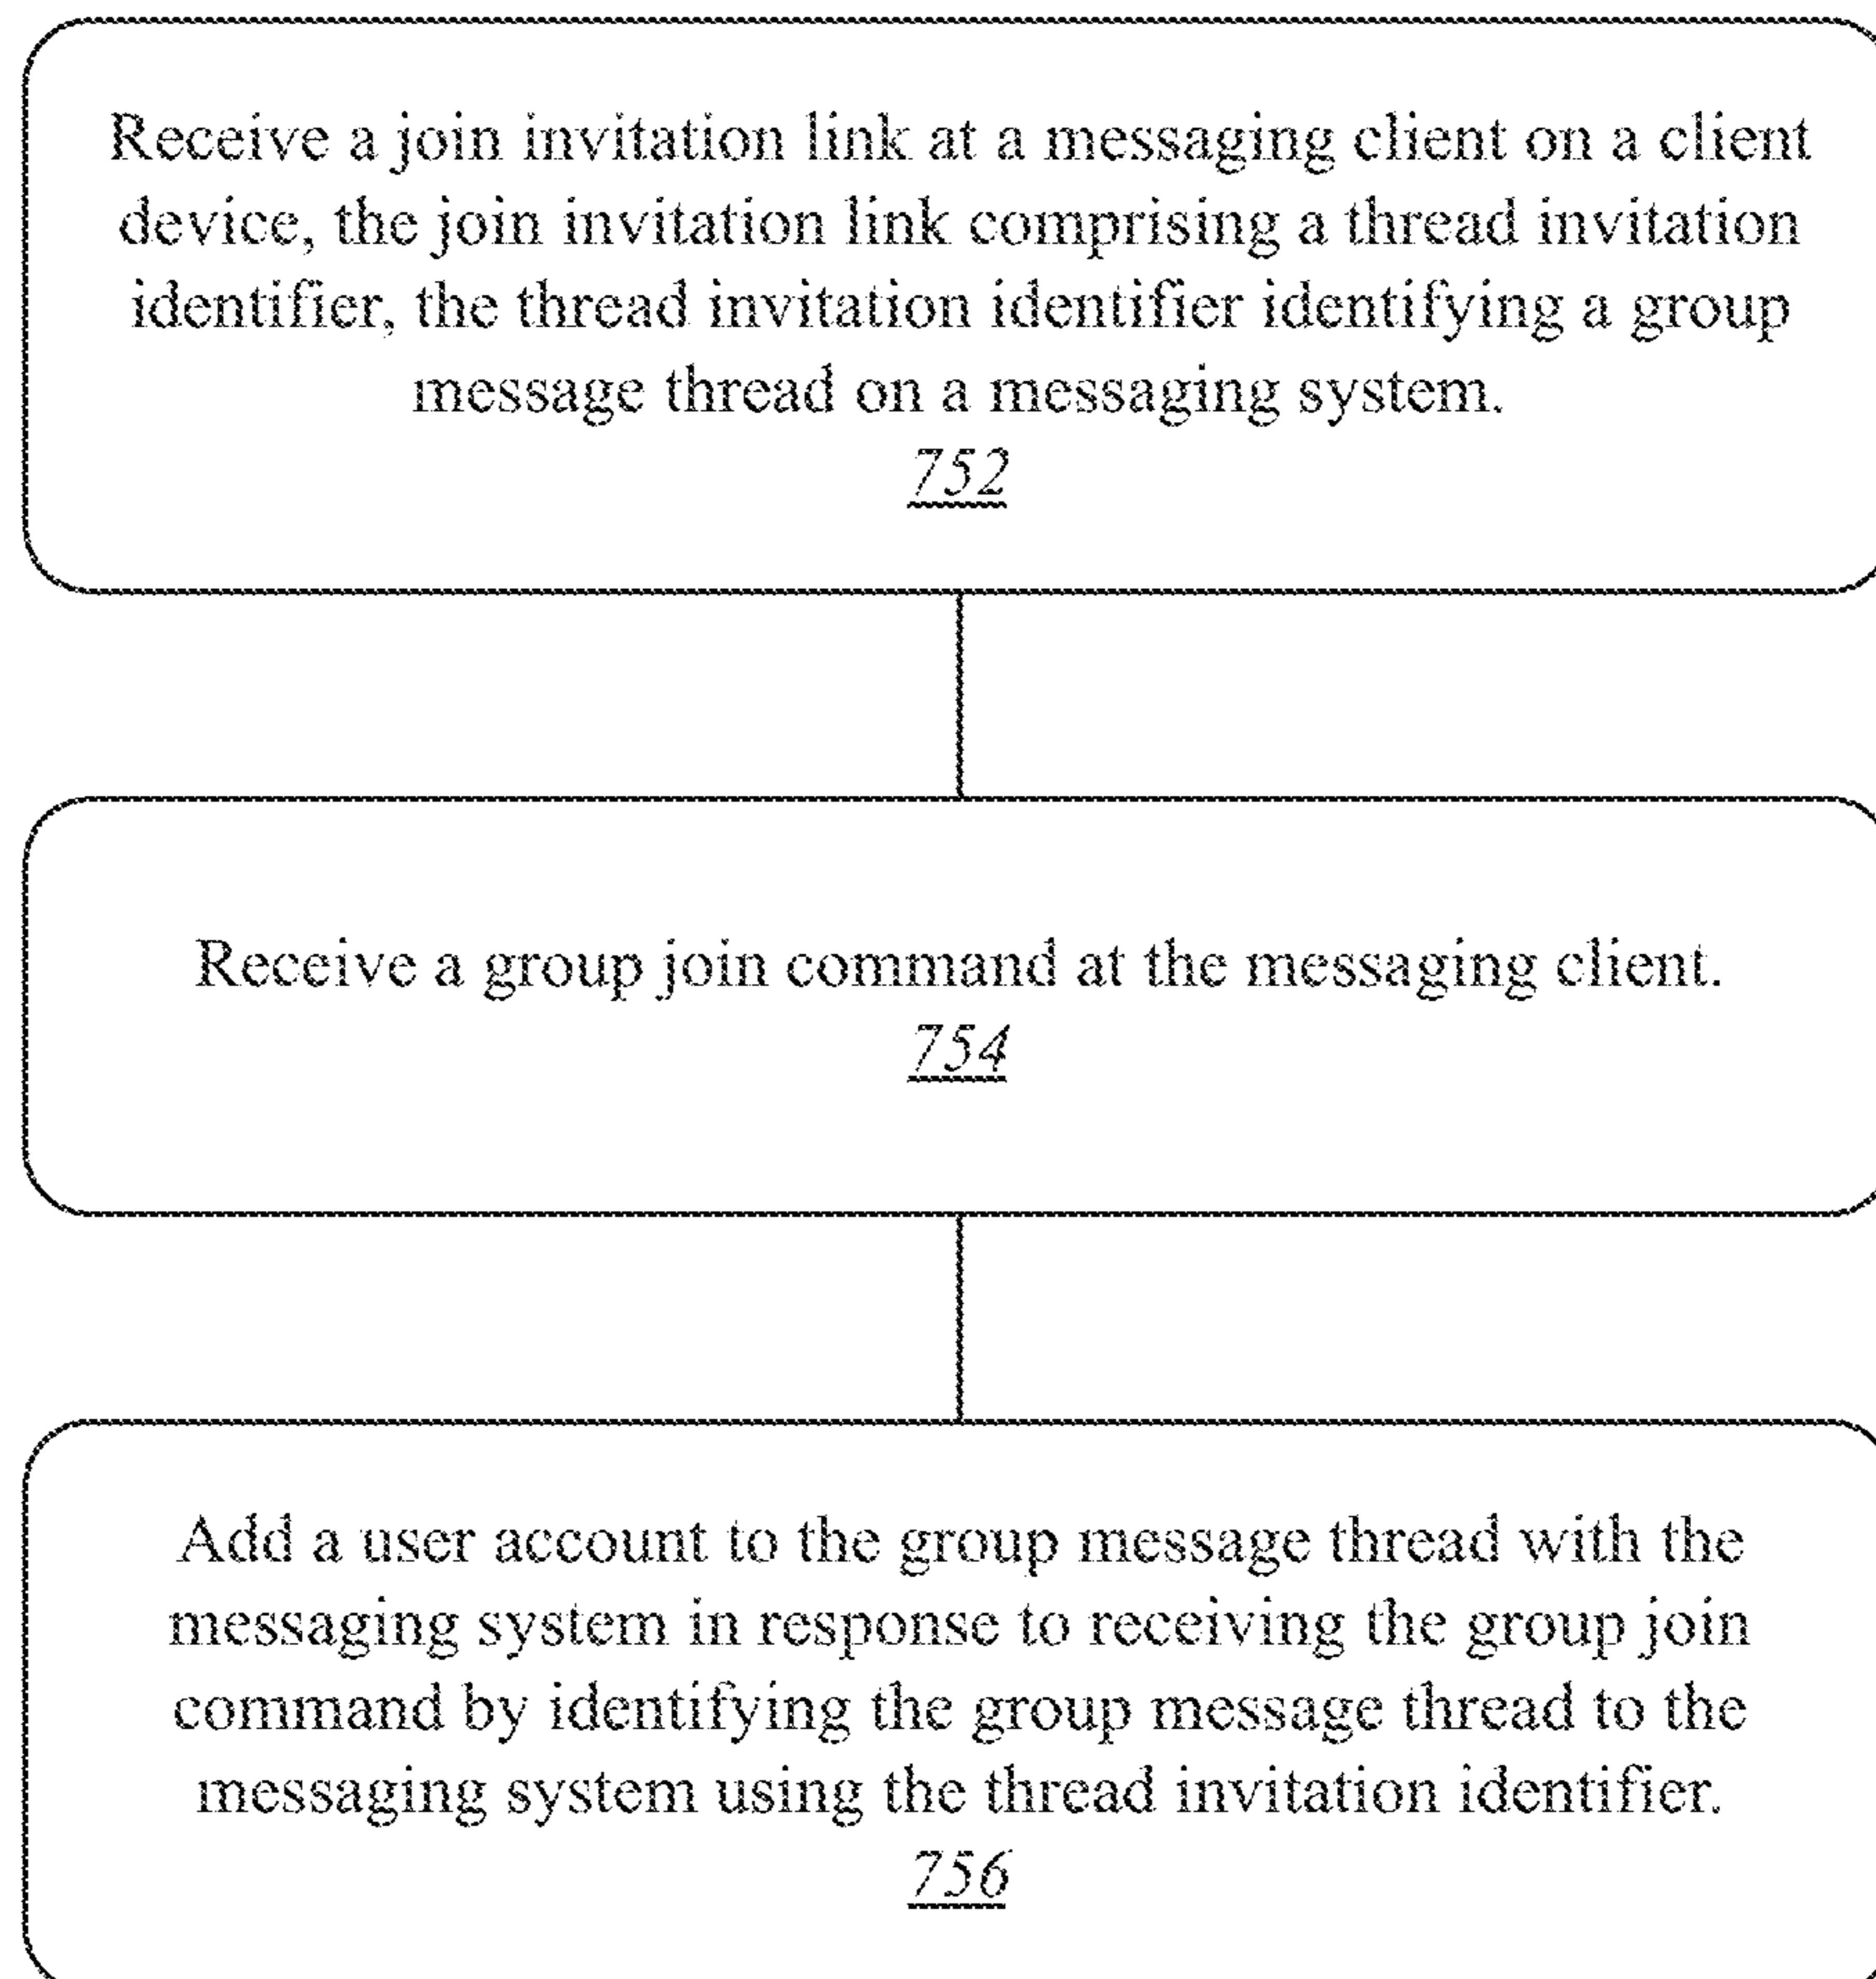 Receive a join invitation link at a messaging client on a client
device, the join invitation link comprising a thread invitation
identifier, the thread invitation identifier identifying a group
message thread on a messaging system.
752
Receive a group join command at the messaging client.
754
Add a user account to the group message thread with the
messaging system in response to receiving the group join
command by identifying the group message thread to the
messaging system using the thread invitation identifier.
756